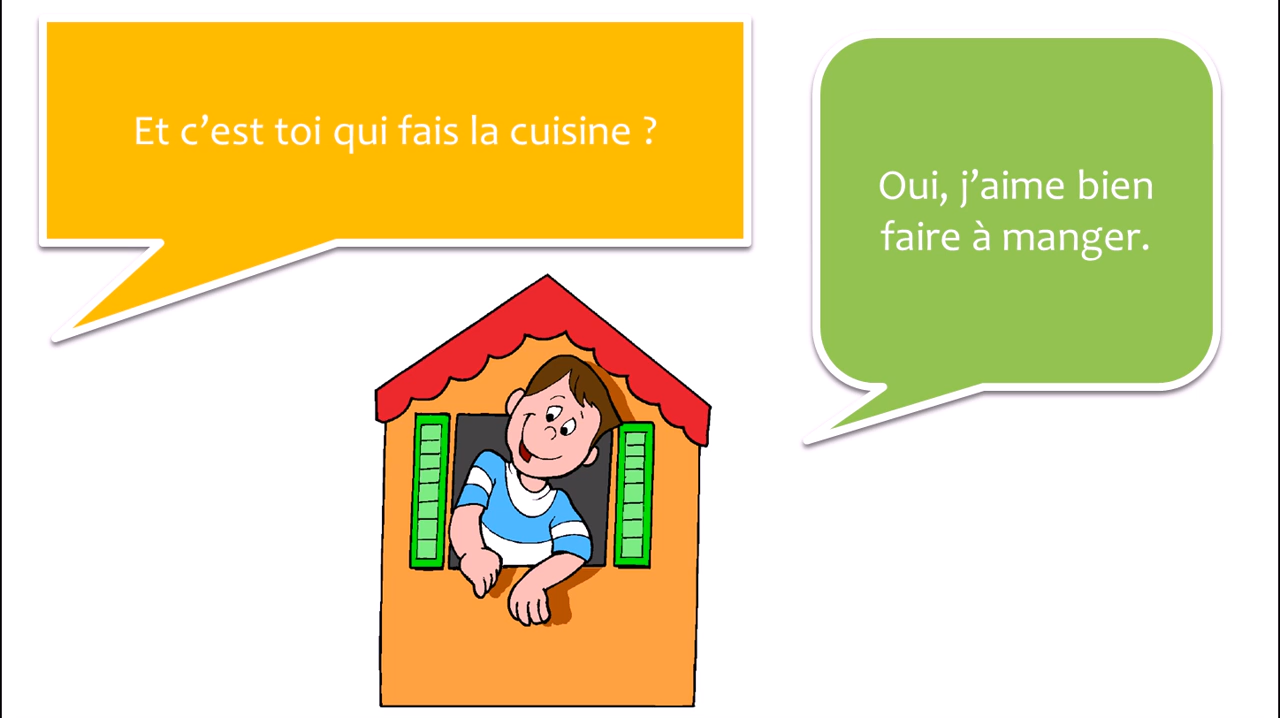 Et c’est toi qui fais la cuisine ?
Oui, j’aime bien
faire à manger.